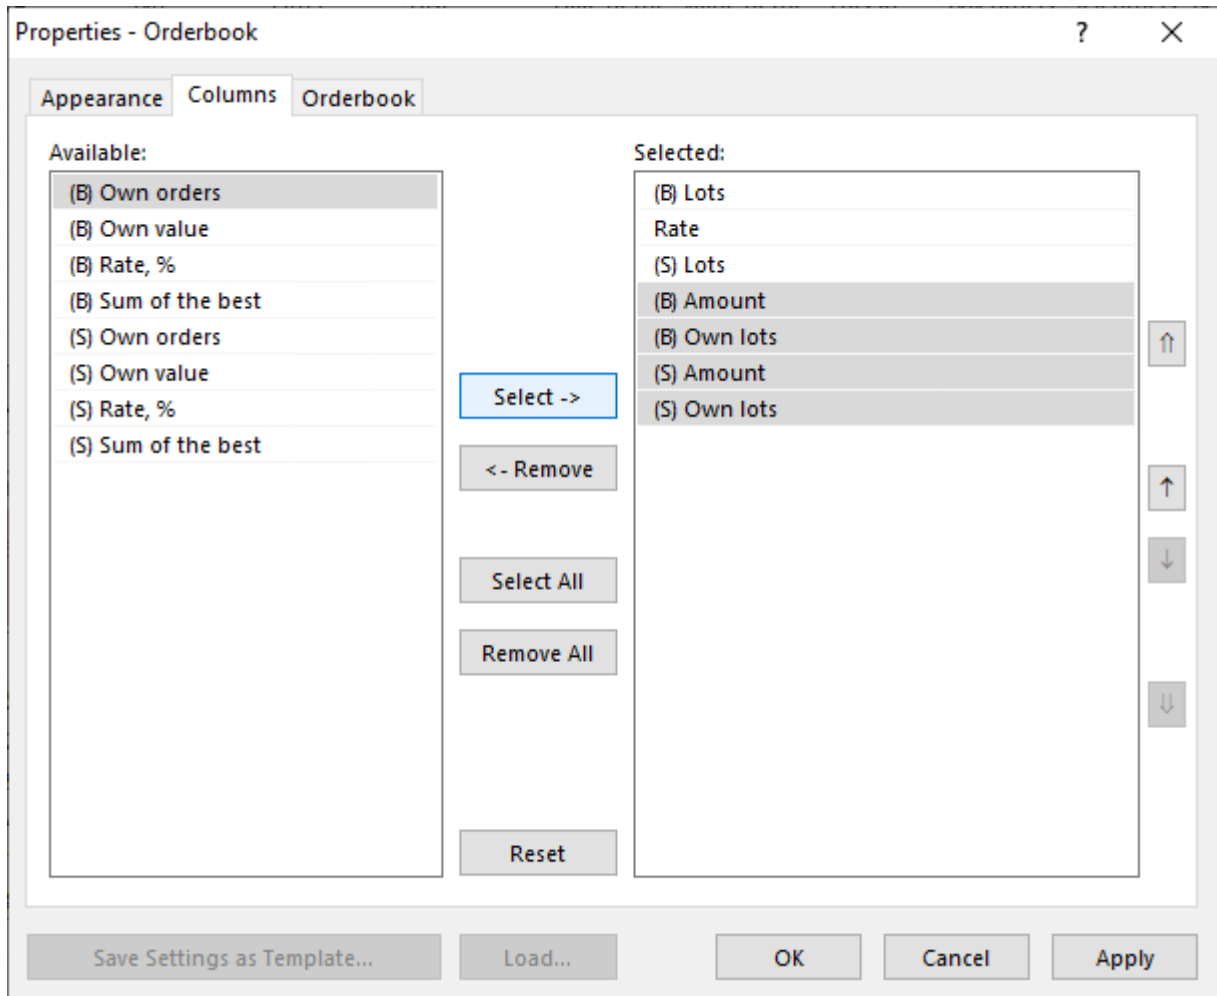 Properties - Orderbook
?
Appearance
Columns
Orderbook
Available:
(B) Own orders
(B) Own value
(B) Rate, %
(B) Sum of the best
(S) Own orders
(S) Own value
(S) Rate, %
(S) Sum of the best
Select ->
<- Remove
Select All
Remove All
Reset
Selected:
(B) Lots
Rate
(S) Lots
(B) Amount
(B) Own lots
(S) Amount
(S) Own lots
Save Settings as Template...
Load...
OK
Cancel
Apply